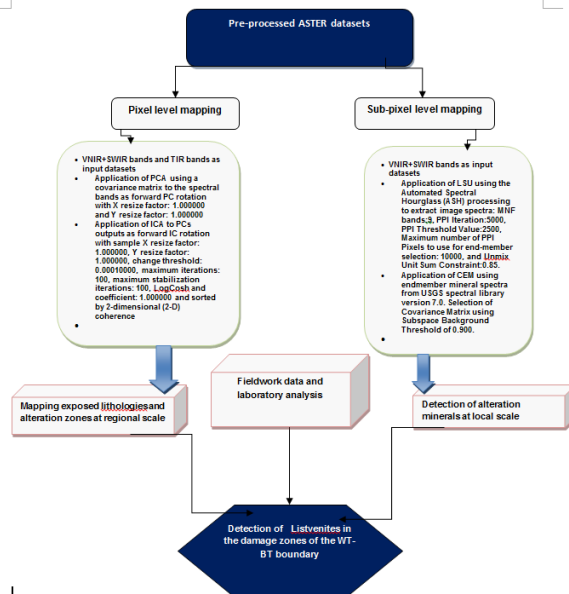 Pre-processed ASTER datasets
Pixel level mapping
Sub-pixel level mapping
• VNIR+SWIR bands and TIR bands as
input datasets
• Application of PCA using a
covariance matrix to the spectral
bands as forward PC rotation
with X resize factor: 1.000000
and Y resize factor: 1.000000
• Application of ICA to PCs
outputs as forward IC rotation
with sample X resize factor:
1.000000, Y resize factor:
1.000000, change threshold:
0.00010000, maximum iterations:
100, maximum stabilization
iterations: 100, LogCosh and
coefficient: 1.000000 and sorted
by 2-dimensional (2-D)
coherence
•
• VNIR+SWIR bands as input
datasets
• Application of LSU using the
Automated Spectral
Hourglass (ASH) processing
to extract image spectra: MNF
bands;9, PPI Iteration:5000,
PPI Threshold Value:2500,
Maximum number of PPI
Pixels to use for end-member
selection: 10000, and Unmix
Unit Sum Constraint:0.85.
• Application of CEM using
endmember mineral spectra
from USGS spectral library
version 7.0. Selection of
Covariance Matrix using
Subspace Background
Threshold of 0.900.
•
Mapping exposed lithologies and
alteration zones at regional scale
Fieldwork data and
laboratory analysis
Detection of alteration
minerals at local scale
Detection of Listvenites in
the damage zones of the WT-
BT boundary